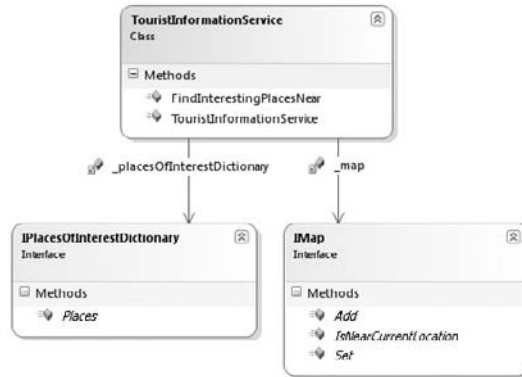 TouristInformationService
Class
Methods
FindInterestingPlacesNear
TouristInformationService
_placesOfInterestDictionary
_map
IPlacesOfInterestDictionary
Interface
Methods
Places
IMap
Interface
Methods
Add
IsNearCurrentLocation
Set